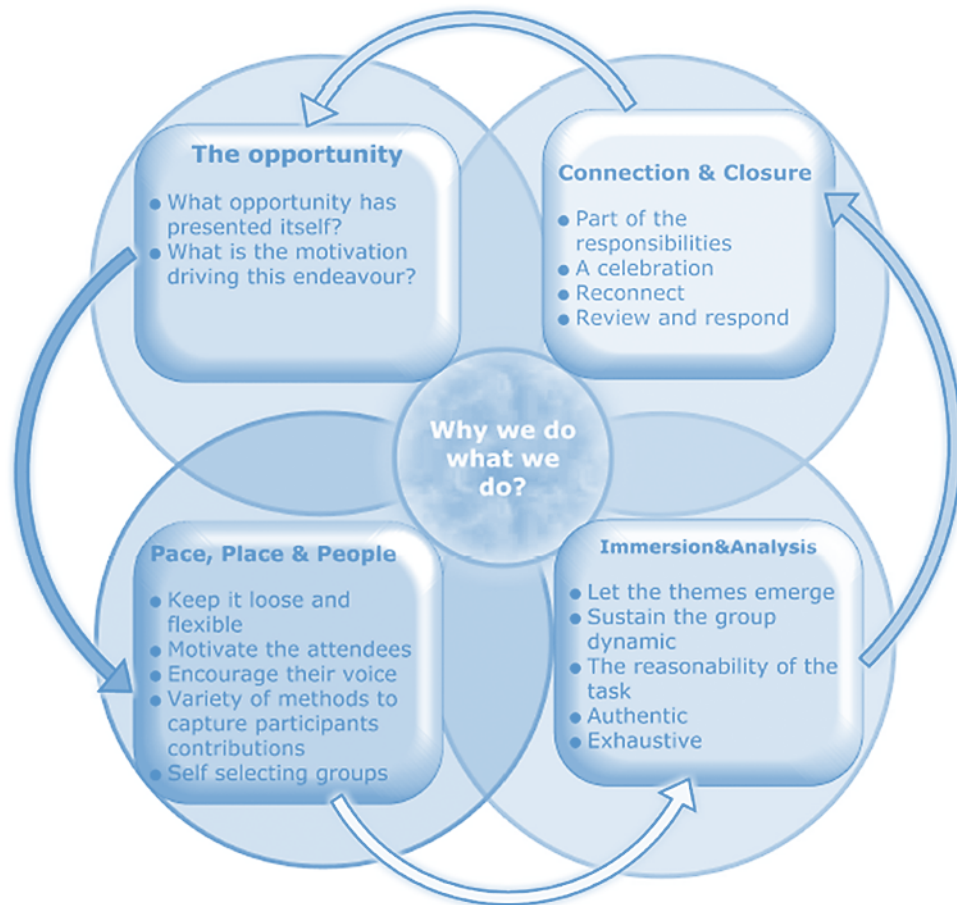 The opportunity
What opportunity has
presented itself?
What is the motivation
driving this endeavour?
Connection & Closure
Part of the
responsibilities
A celebration
Reconnect
Review and respond
Why we do
what we
do?
Pace, Place & People
Keep it loose and
flexible
Motivate the attendees
Encourage their voice
Variety of methods to
capture participants
contributions
Self selecting groups
Immersion&Analysis
Let the themes emerge
Sustain the group
dynamic
The reasonability of the
task
Authentic
Exhaustive